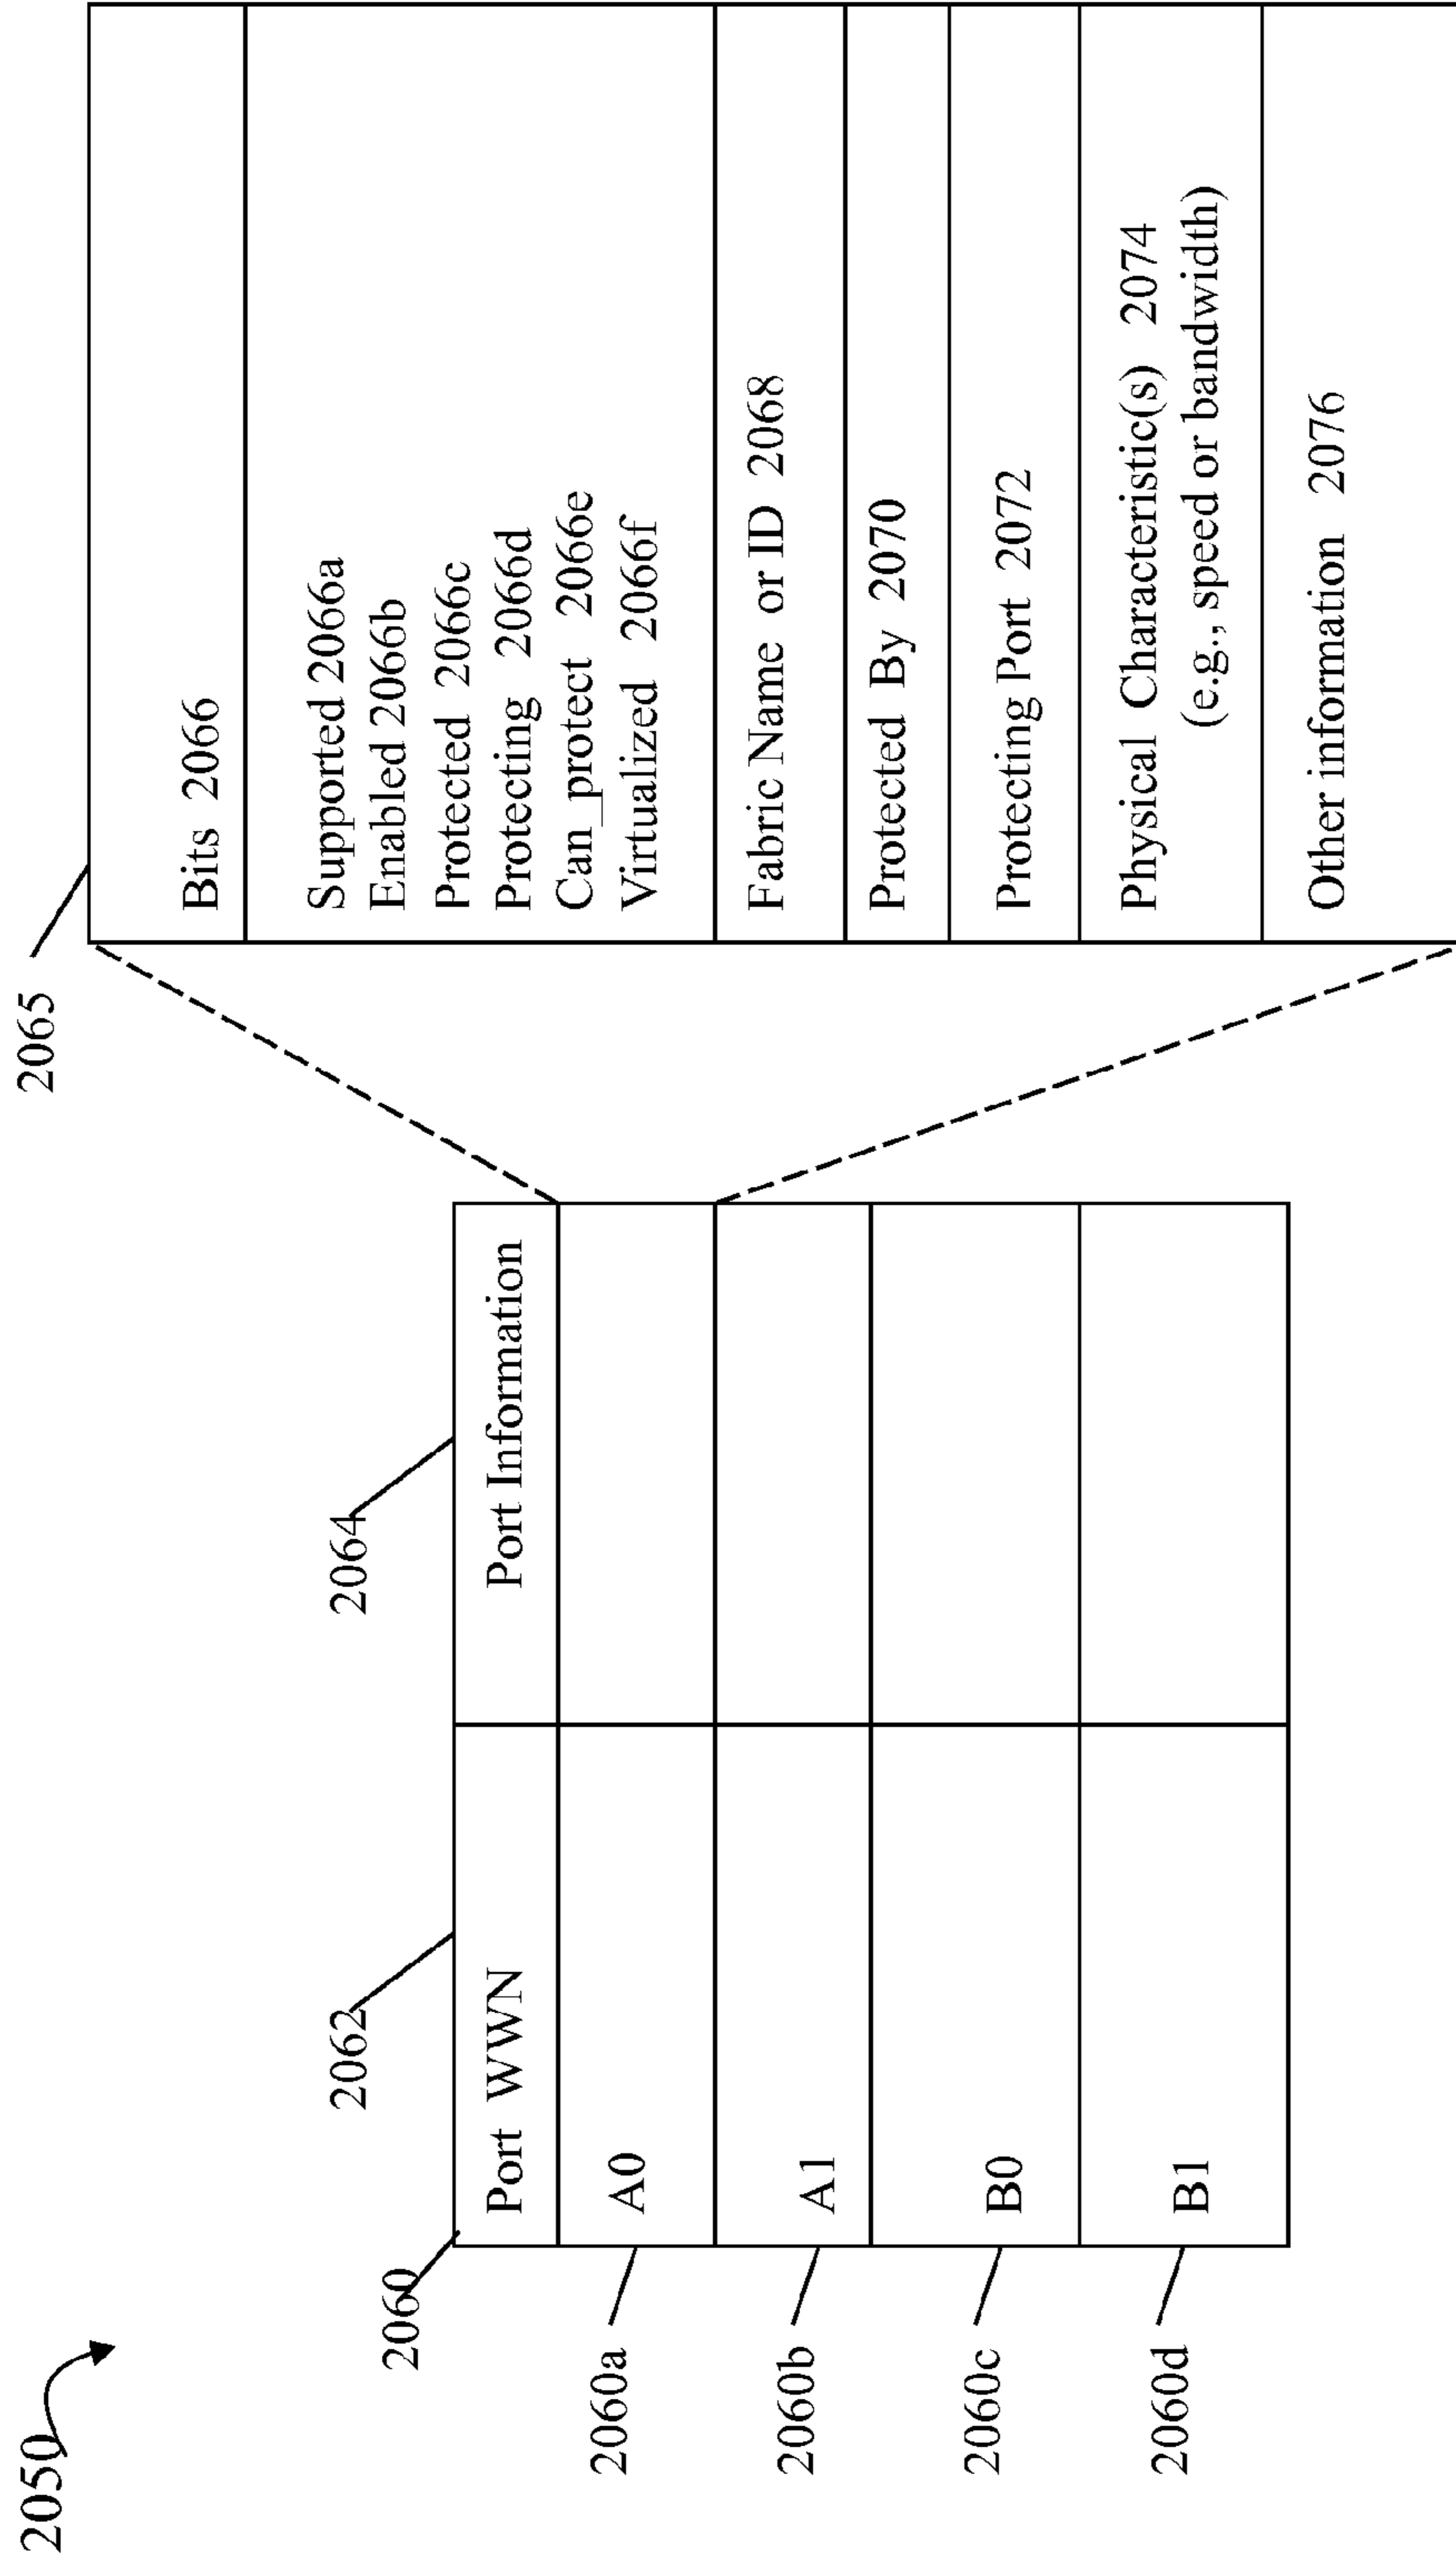 2050
2060
2062
2064
Port WWN
Port Information
2060a
A0
2060b
A1
2060c
B0
2060d
B1
2065
Bits 2066
Supported 2066a
Enabled 2066b
Protected 2066c
Protecting 2066d
Can_protect 2066e
Virtualized 2066f
Fabric Name or ID 2068
Protected By 2070
Protecting Port 2072
Physical Characteristic(s) 2074
(e.g., speed or bandwidth)
Other information 2076